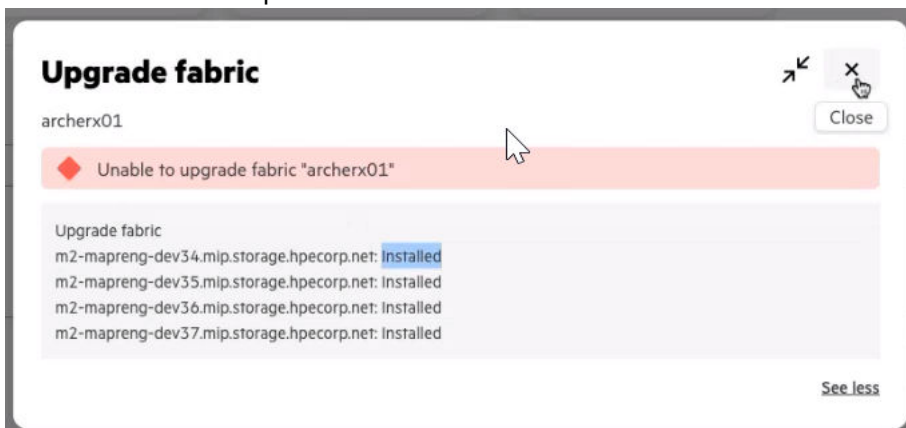 Upgrade fabric
archerx01
Close
Unable to upgrade fabric "archerx01"
Upgrade fabric
m2-mapreng-dev34.mip.storage.hpecorp.net: Installed
m2-mapreng-dev35.mip.storage.hpecorp.net: Installed
m2-mapreng-dev36.mip.storage.hpecorp.net: Installed
m2-mapreng-dev37.mip.storage.hpecorp.net: Installed
See less